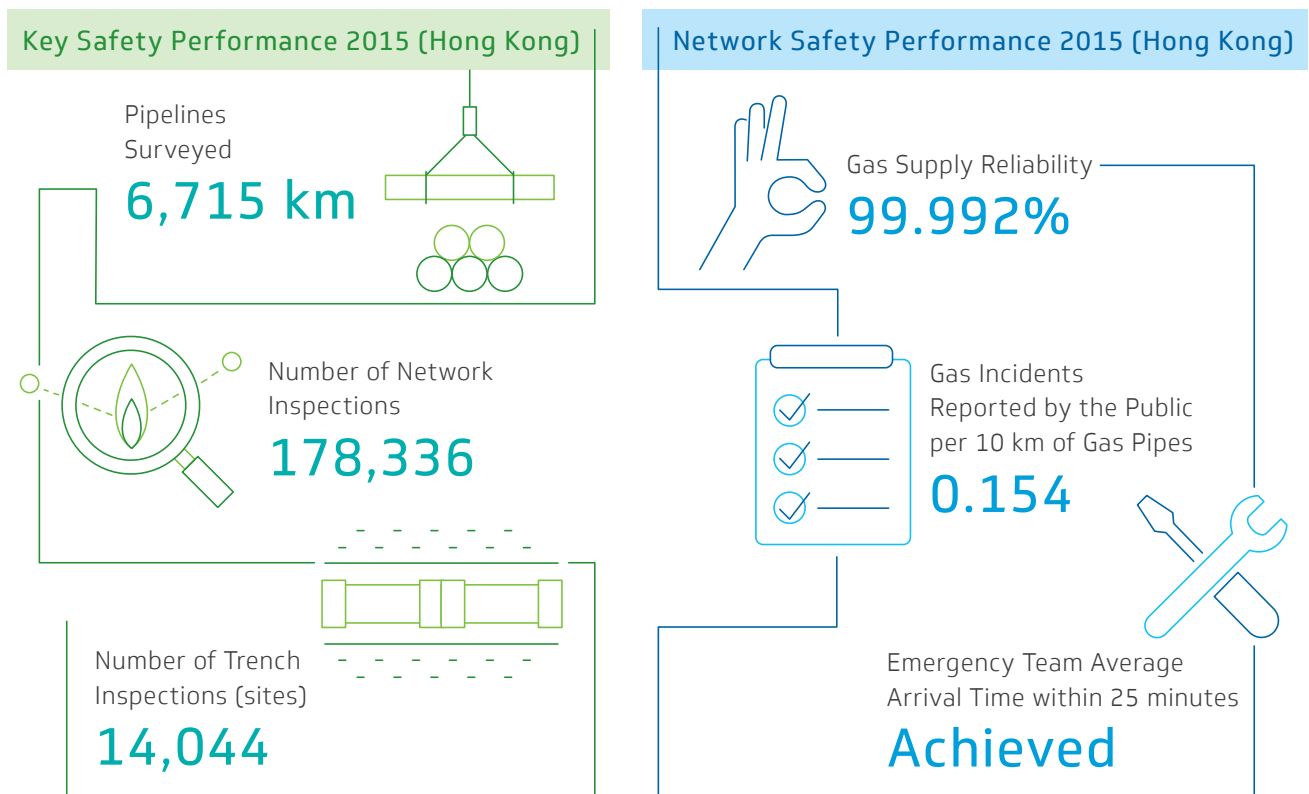 Key Safety Performance 2015 (Hong Kong)
Pipelines
Surveyed
6,715 km
Number of Network
Inspections
178,336
Number of Trench
Inspections (sites)
14,044
Network Safety Performance 2015 (Hong Kong)
Gas Supply Reliability
99.992%
Gas Incidents
Reported by the Public
per 10 km of Gas Pipes
0.154
Emergency Team Average
Arrival Time within 25 minutes
Achieved